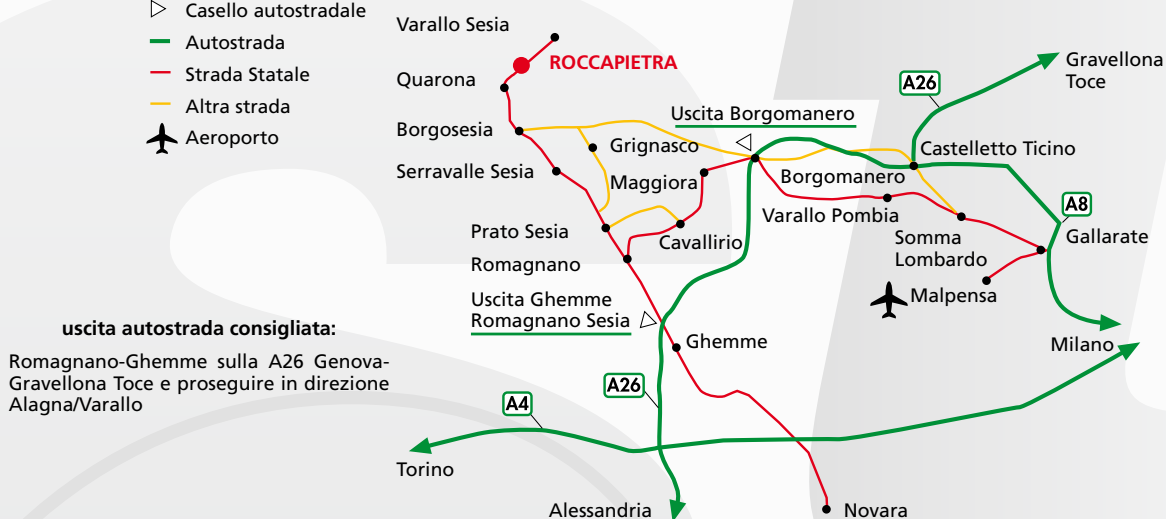 Casello autostradale
Autostrada
Strada Statale
Altra strada
Aeroporto
Varallo Sesia
ROCCAPIETRA
Quarona
Borgosesia
Serravalle Sesia
Prato Sesia
Romagnano
Grignasco
Maggiora
Cavallirio
Uscita Borgomanero
Borgomanero
Varallo Pombia
A26
Gravellona
Toce
Castelletto Ticino
A8
Gallarate
Somma
Lombardo
Malpensa
Milano
Uscita Ghemme
Romagnano Sesia
Ghemme
A26
A4
Torino
Alessandria
Novara
uscita autostrada consigliata:
Romagnano-Ghemme sulla A26 Genova-
Gravellona Toce e proseguire in direzione
Alagna/Varallo